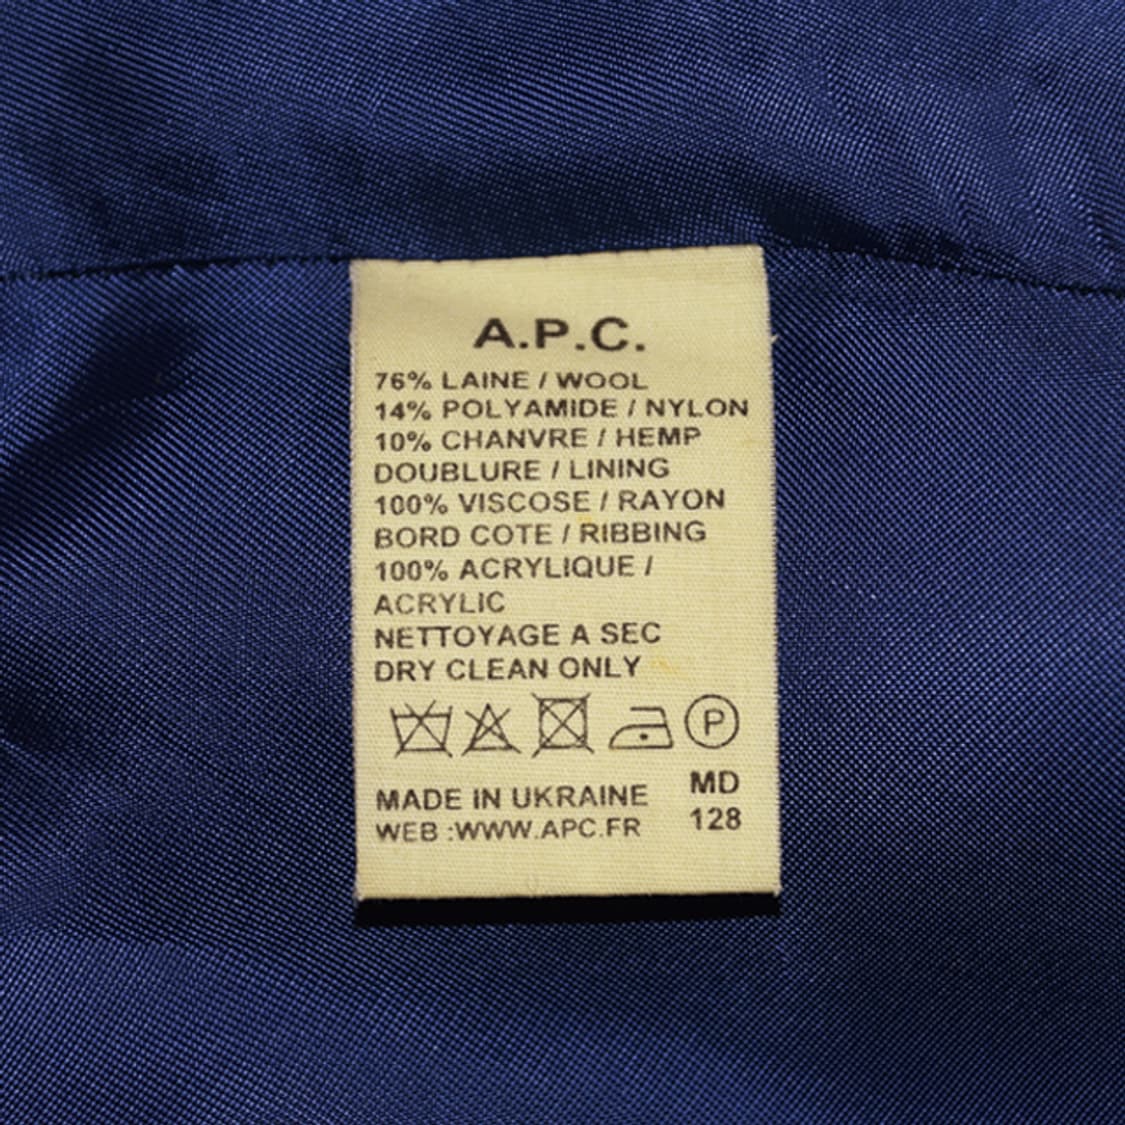 A.P.C.
76% LAINE / WOOL
14% POLYAMIDE / NYLON
10% CHANVRE / HEMP
DOUBLURE / LINING
100% VISCOSE / RAYON
BORD COTE / RIBBING
100% ACRYLIQUE /
ACRYLIC
NETTOYAGE A SEC
DRY CLEAN ONLY
P
MADE IN UKRAINE MD
WEB :WWW.APC.FR 128